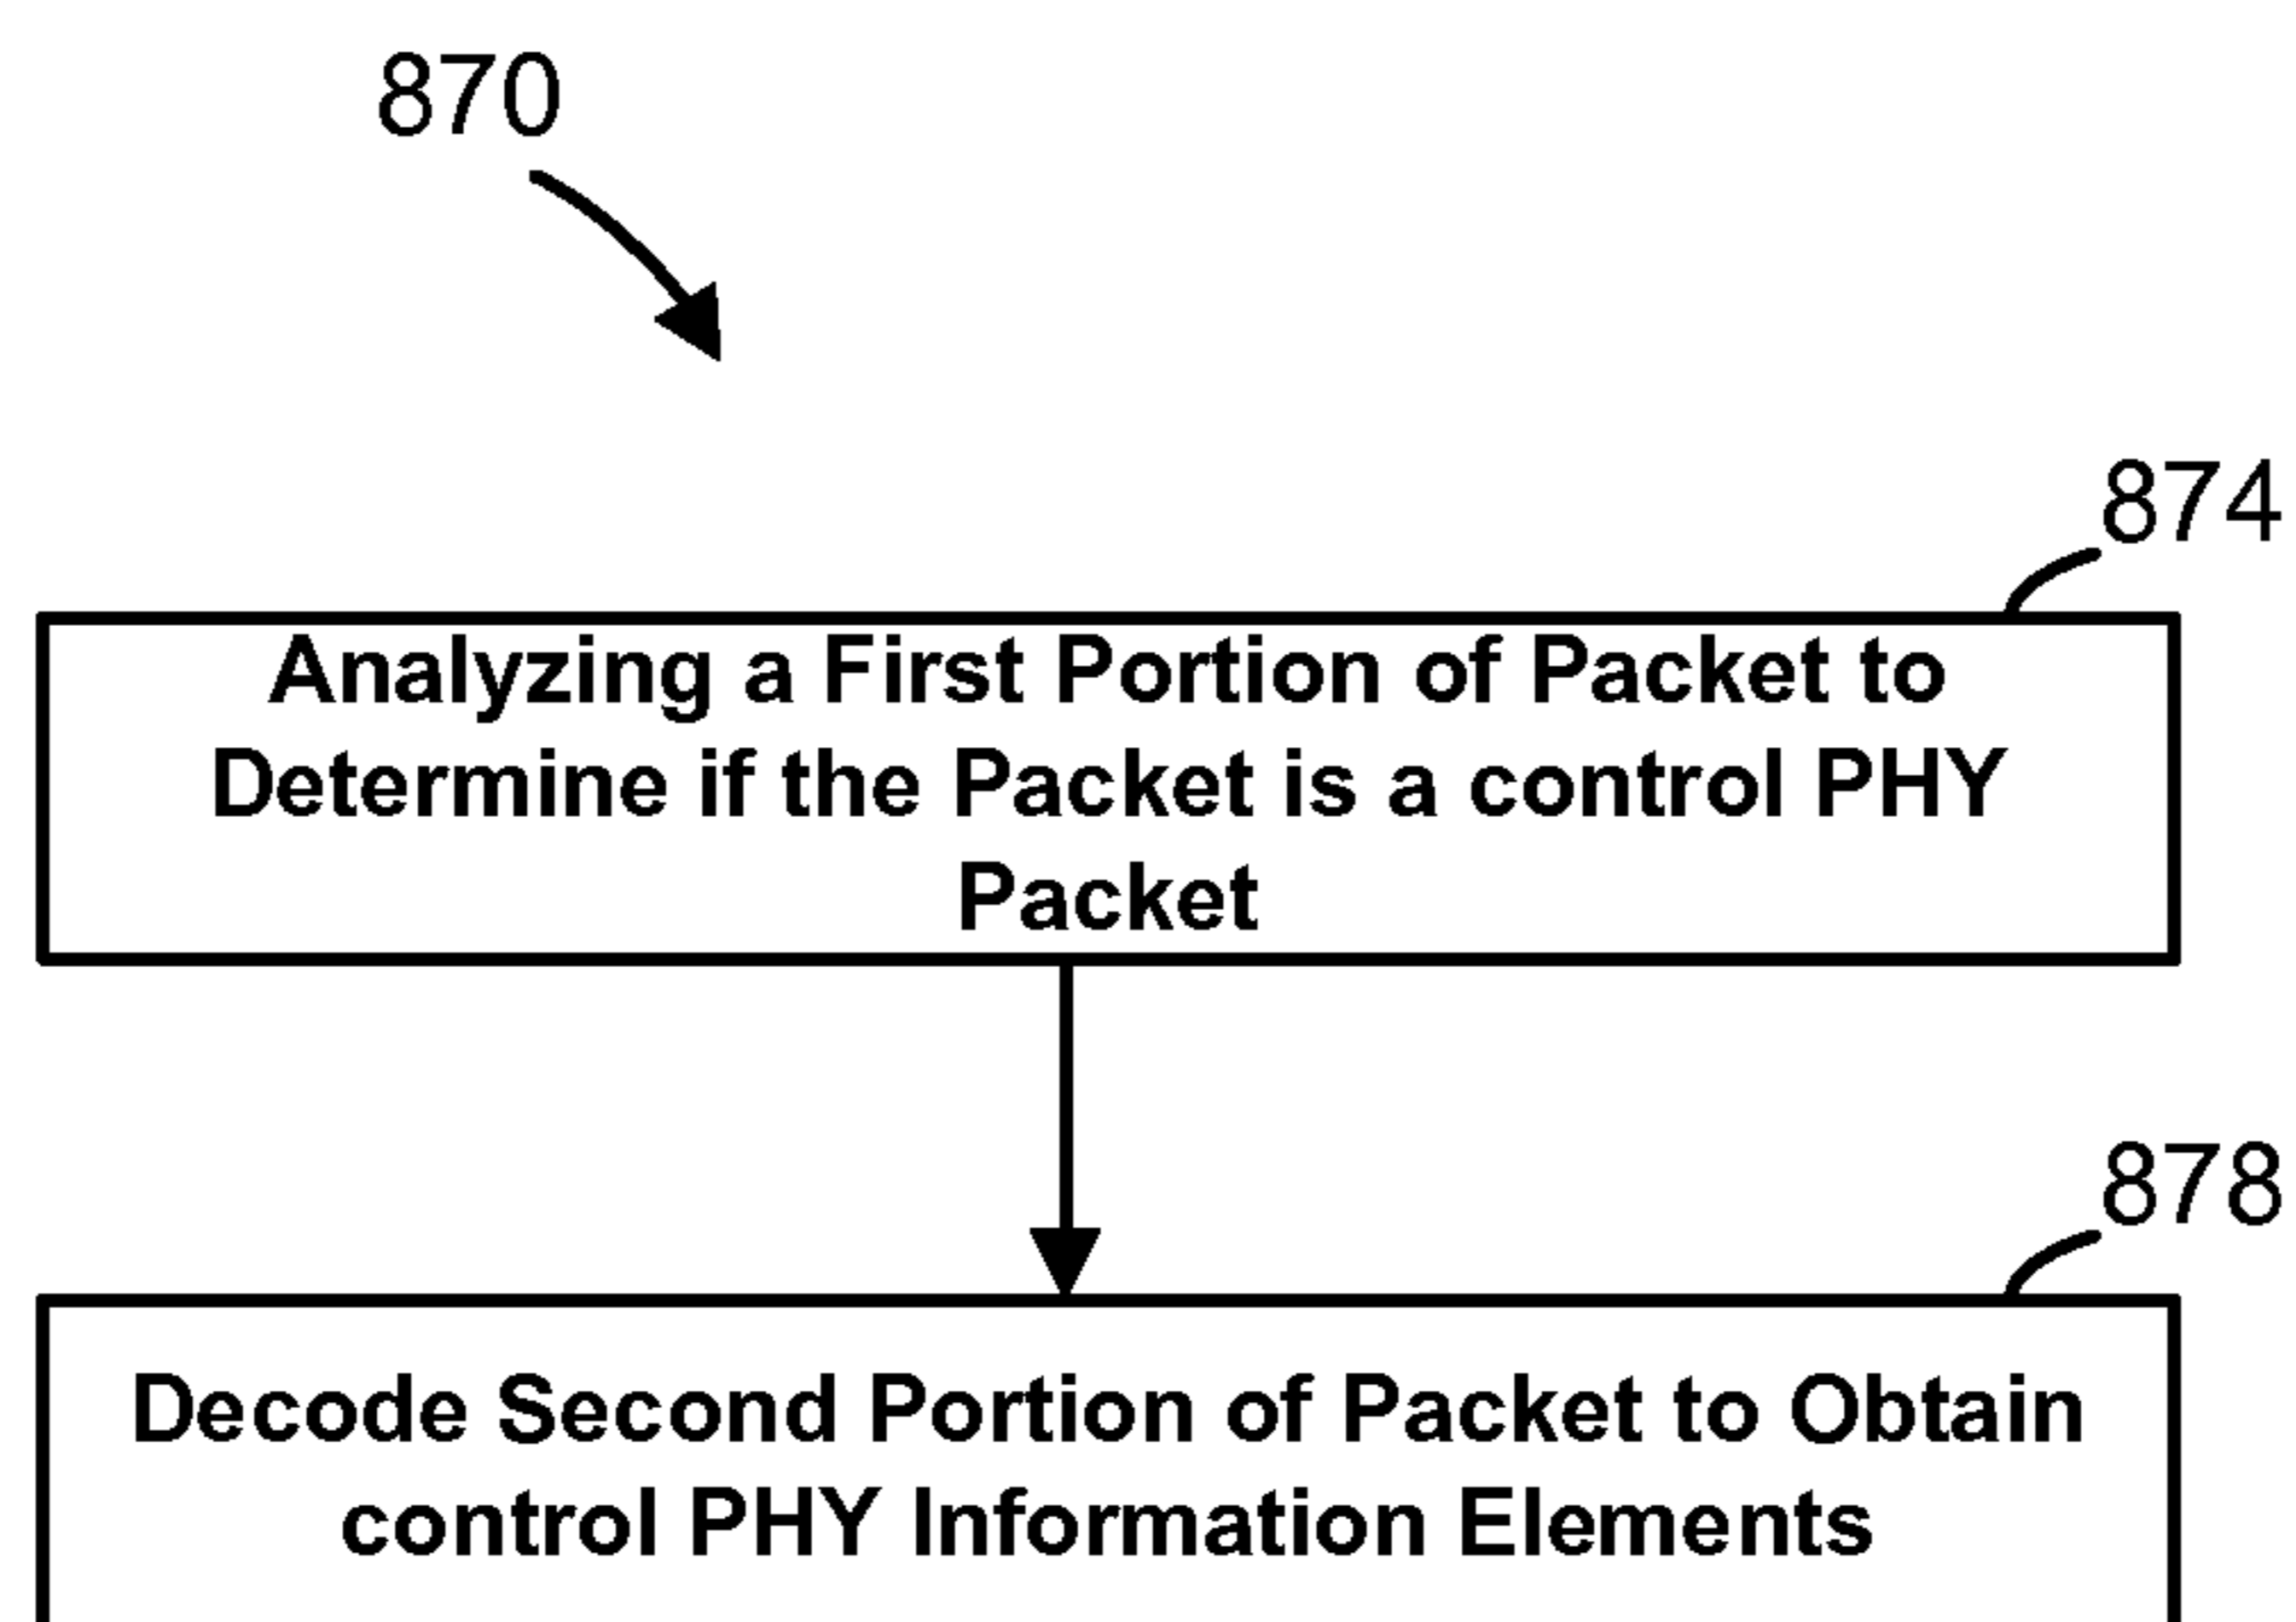 870
874
Analyzing a First Portion of Packet to
Determine if the Packet is a control PHY
Packet
878
Decode Second Portion of Packet to Obtain
control PHY Information Elements